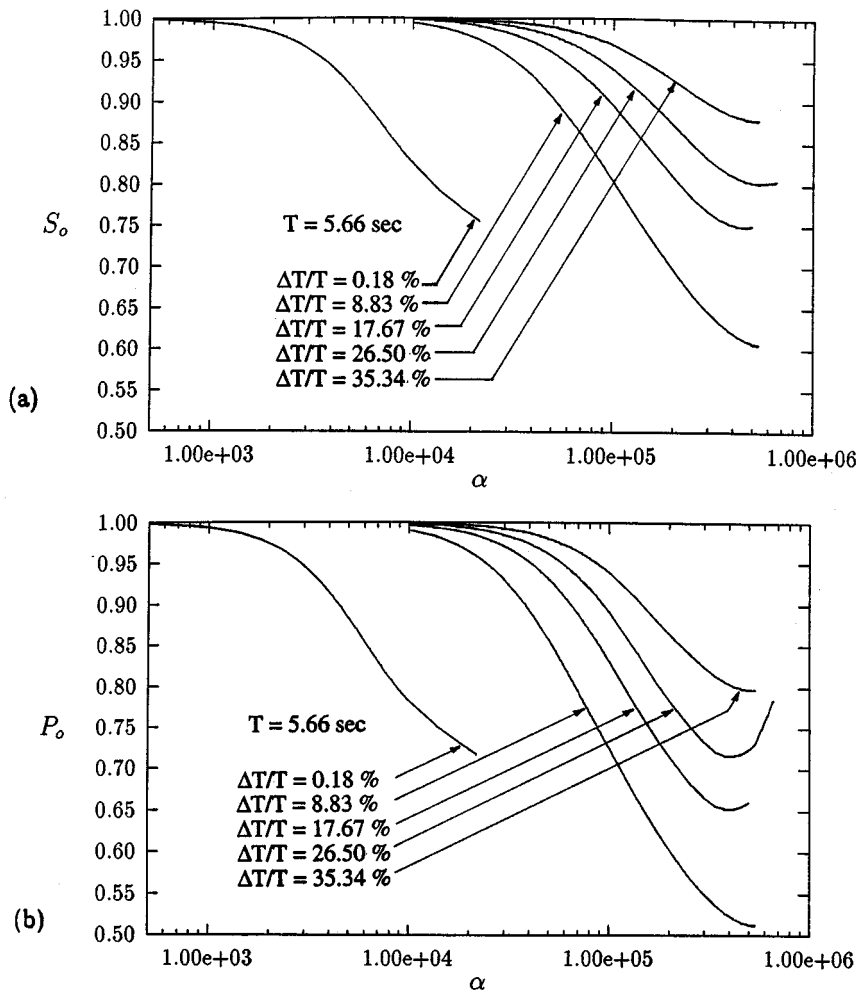 1.00
0.95
0.90
0.85
0.80
S_o 0.75
0.70
0.65
0.60
0.55
0.50
T = 5.66 sec
ΔT/T = 0.18 %
ΔT/T = 8.83 %
ΔT/T = 17.67 %
ΔT/T = 26.50 %
ΔT/T = 35.34 %
(a)
1.00e+03 1.00e+04 1.00e+05 1.00e+06
α
1.00
0.95
0.90
0.85
0.80
P_o 0.75
0.70
0.65
0.60
0.55
0.50
T = 5.66 sec
ΔT/T = 0.18 %
ΔT/T = 8.83 %
ΔT/T = 17.67 %
ΔT/T = 26.50 %
ΔT/T = 35.34 %
(b)
1.00e+03 1.00e+04 1.00e+05 1.00e+06
α